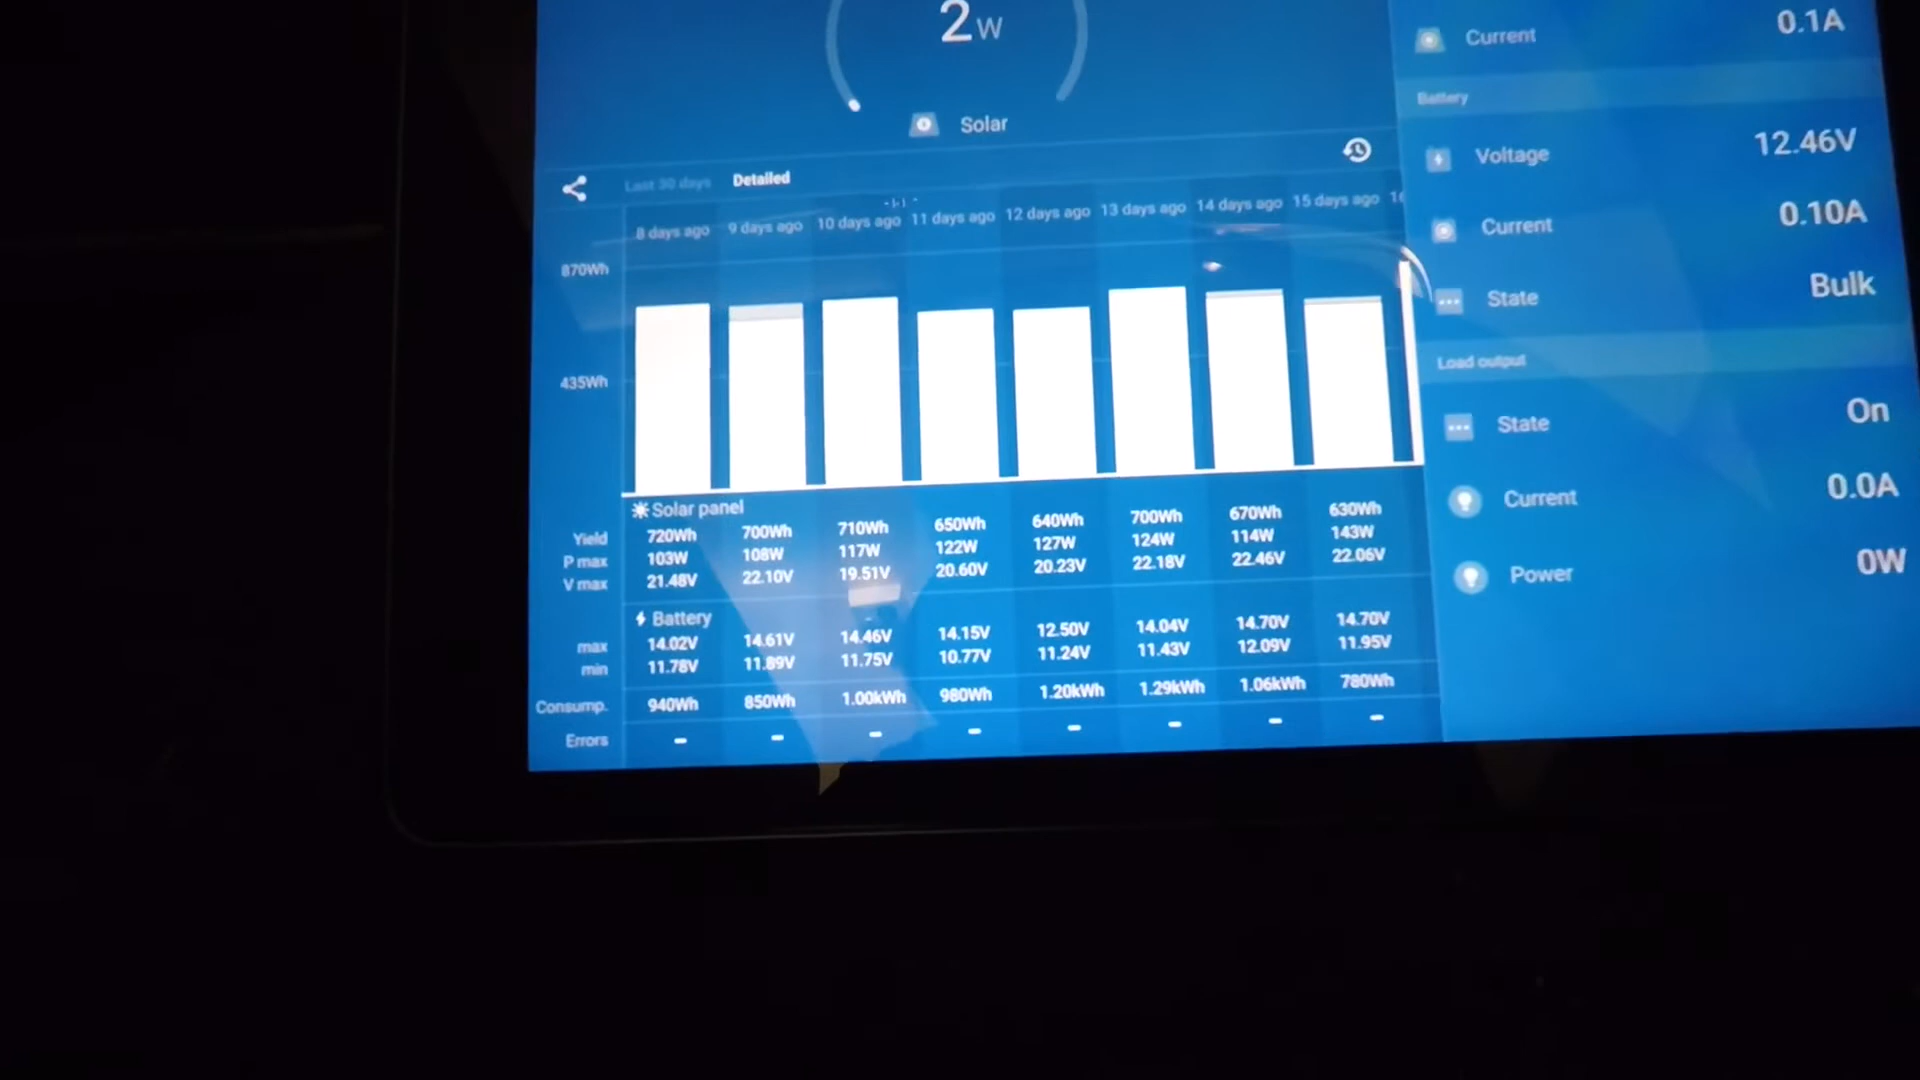 2W
Solar
Last 30 days Detailed
8 days ago 9 days ago 10 days ago 11 days ago 12 days ago 13 days ago 14 days ago 15 days ago
870Wh
435Wh
Solar panel
Yield 720Wh 700Wh 710Wh 650Wh 640Wh 700Wh 670Wh 630Wh
P max 103W 108W 117W 122W 127W 124W 114W 143W
V max 21.48V 22.10V 19.51V 20.60V 20.23V 22.18V 22.46V 22.06V
Battery
max 14.02V 14.61V 14.46V 14.15V 12.50V 14.04V 14.70V 14.70V
min 11.78V 11.89V 11.75V 10.77V 11.24V 11.43V 12.09V 11.95V
Consump. 940Wh 850Wh 1.00kWh 980Wh 1.20kWh 1.29kWh 1.06kWh 780Wh
Errors - - - - - - - -
Current 0.1A
Battery
Voltage 12.46V
Current 0.10A
State Bulk
Load output
State On
Current 0.0A
Power 0W